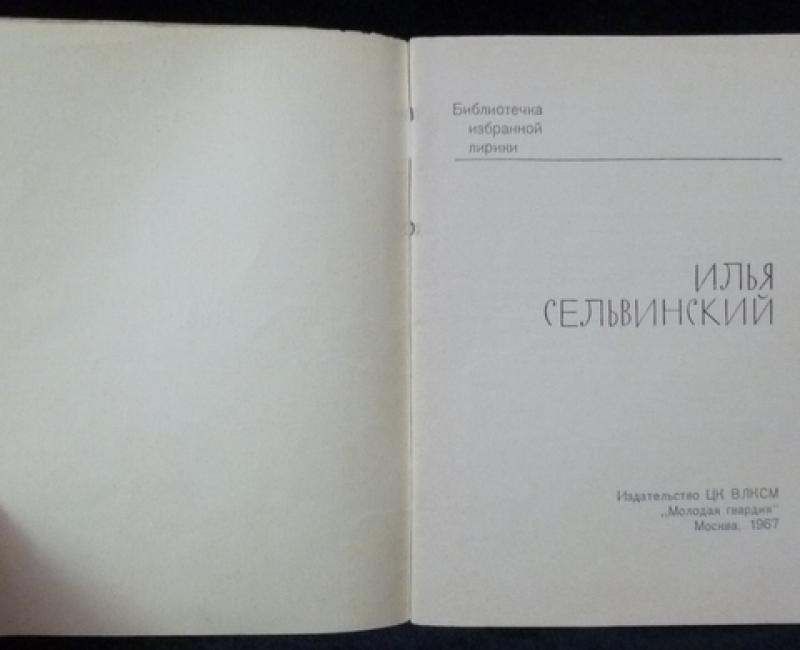 Библиотечка
избранной
лирики
ИЛЬЯ
СЕЛЬВИНСКИЙ
Издательство ЦК ВЛКСМ
„Молодая гвардия"
Москва, 1967